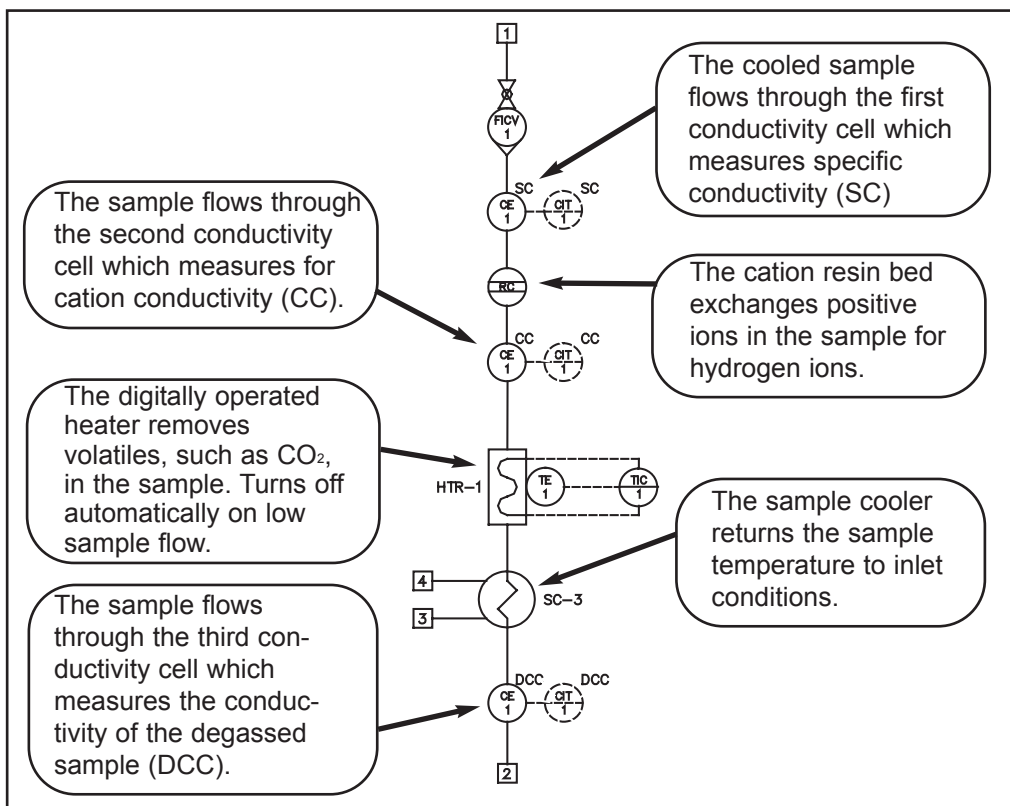 1
FICV
1
The cooled sample
flows through the first
conductivity cell which
measures specific
conductivity (SC)
SC
SC
CE
1
CIT
1
The sample flows through
the second conductivity
cell which measures for
cation conductivity (CC).
RC
The cation resin bed
exchanges positive
ions in the sample for
hydrogen ions.
CC
CC
CE
1
CIT
1
The digitally operated
heater removes
volatiles, such as CO₂,
in the sample. Turns off
automatically on low
sample flow.
HTR-1
TE
1
TIC
1
The sample cooler
returns the sample
temperature to inlet
conditions.
4
3
SC-3
The sample flows
through the third con-
ductivity cell which
measures the conduc-
tivity of the degassed
sample (DCC).
DCC
DCC
CE
1
CIT
1
2